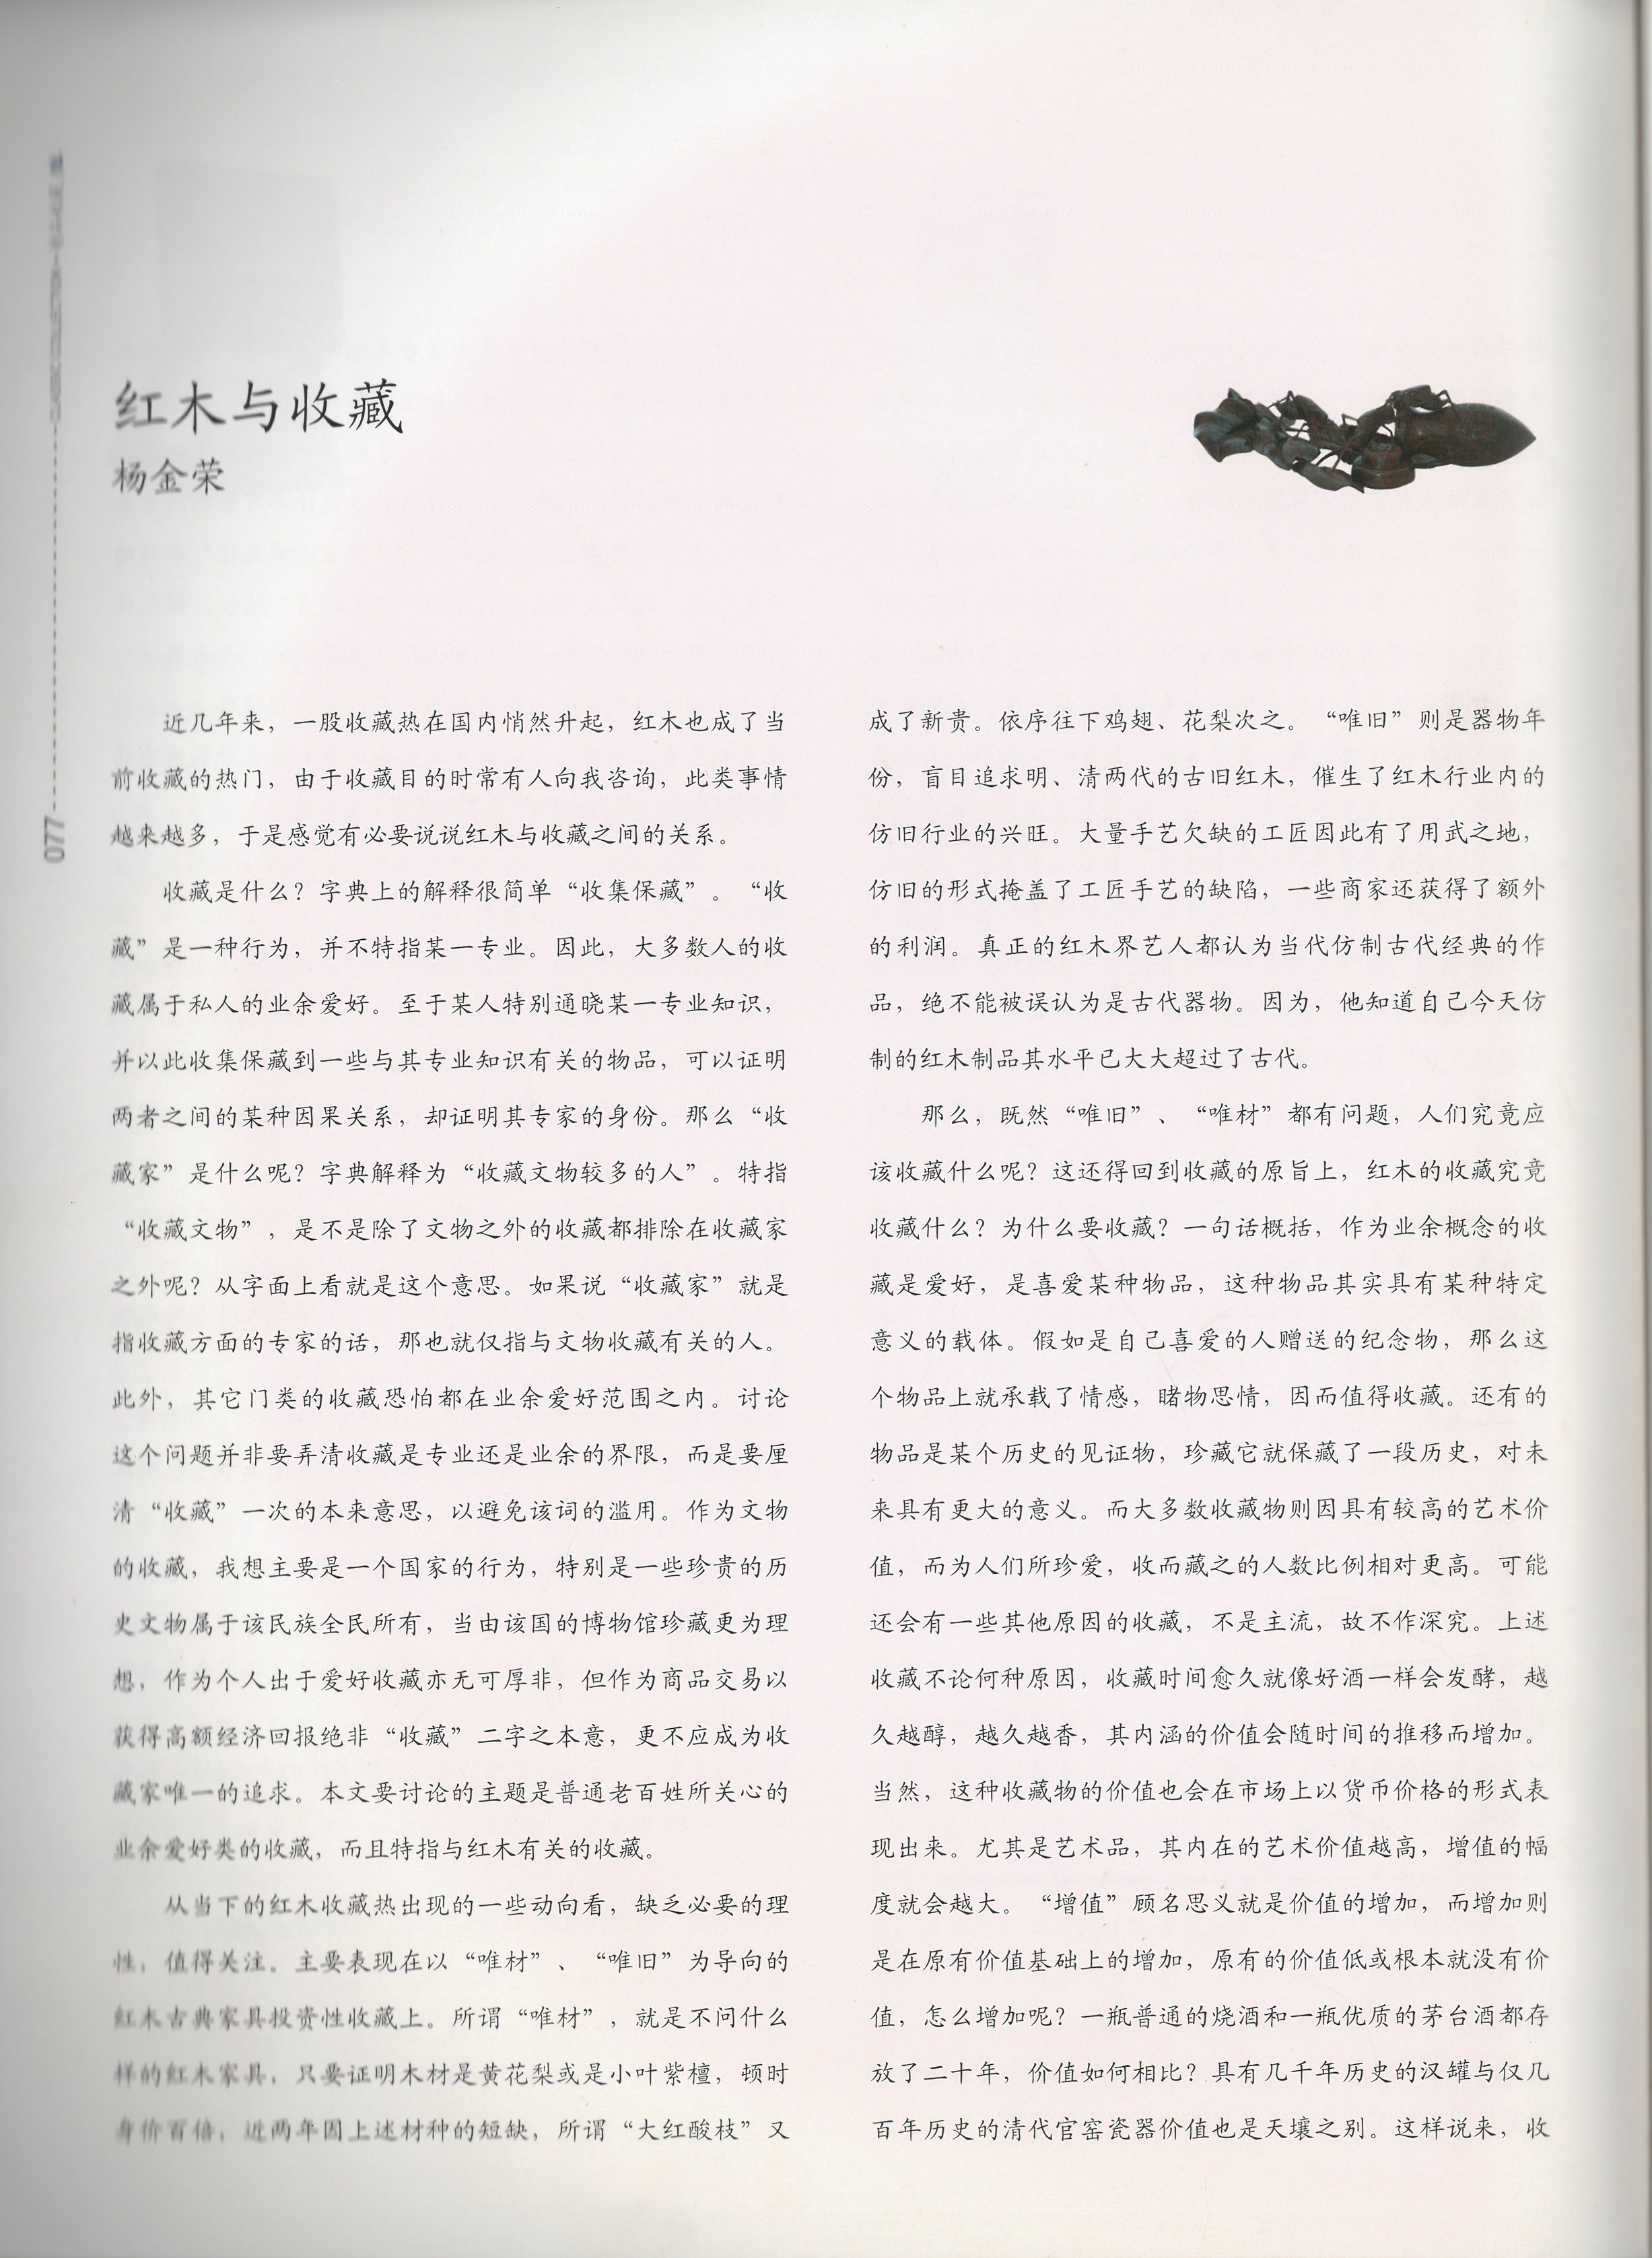 红木与收藏
杨金荣
近几年来，一股收藏热在国内悄然升起，红木也成了当
前收藏的热门，由于收藏目的时常有人向我咨询，此类事情
越来越多，于是感觉有必要说说红木与收藏之间的关系。
收藏是什么？字典上的解释很简单“收集保藏”。“收
藏”是一种行为，并不特指某一专业。因此，大多数人的收
藏属于私人的业余爱好。至于某人特别通晓某一专业知识，
并以此收集保藏到一些与其专业知识有关的物品，可以证明
两者之间的某种因果关系，却证明其专家的身份。那么“收
藏家”是什么呢？字典解释为“收藏文物较多的人”。特指
“收藏文物”，是不是除了文物之外的收藏都排除在收藏家
之外呢？从字面上看就是这个意思。如果说“收藏家”就是
指收藏方面的专家的话，那也就仅指与文物收藏有关的人。
此外，其它门类的收藏恐怕都在业余爱好范围之内。讨论
这个问题并非要弄清收藏是专业还是业余的界限，而是要厘
清“收藏”一次的本来意思，以避免该词的滥用。作为文物
的收藏，我想主要是一个国家的行为，特别是一些珍贵的历
史文物属于该民族全民所有，当由该国的博物馆珍藏更为理
想，作为个人出于爱好收藏亦无可厚非，但作为商品交易以
获得高额经济回报绝非“收藏”二字之本意，更不应成为收
藏家唯一的追求。本文要讨论的主题是普通老百姓所关心的
业余爱好类的收藏，而且特指与红木有关的收藏。
从当下的红木收藏热出现的一些动向看，缺乏必要的理
性，值得关注。主要表现在以“唯材”、“唯旧”为导向的
红木古典家具投资性收藏上。所谓“唯材”，就是不问什么
样的红木家具，只要证明木材是黄花梨或是小叶紫檀，顿时
身价百倍，近两年因上述材种的短缺，所谓“大红酸枝”又
成了新贵。依序往下鸡翅、花梨次之。“唯旧”则是器物年
份，盲目追求明、清两代的古旧红木，催生了红木行业内的
仿旧行业的兴旺。大量手艺欠缺的工匠因此有了用武之地，
仿旧的形式掩盖了工匠手艺的缺陷，一些商家还获得了额外
的利润。真正的红木界艺人都认为当代仿制古代经典的作
品，绝不能被误认为是古代器物。因为，他知道自己今天仿
制的红木制品其水平已大大超过了古代。
那么，既然“唯旧”、“唯材”都有问题，人们究竟应
该收藏什么呢？这还得回到收藏的原旨上，红木的收藏究竟
收藏什么？为什么要收藏？一句话概括，作为业余概念的收
藏是爱好，是喜爱某种物品，这种物品其实具有某种特定
意义的载体。假如是自己喜爱的人赠送的纪念物，那么这
个物品上就承载了情感，睹物思情，因而值得收藏。还有的
物品是某个历史的见证物，珍藏它就保藏了一段历史，对未
来具有更大的意义。而大多数收藏物则因具有较高的艺术价
值，而为人们所珍爱，收而藏之的人数比例相对更高。可能
还会有一些其他原因的收藏，不是主流，故不作深究。上述
收藏不论何种原因，收藏时间愈久就像好酒一样会发酵，越
久越醇，越久越香，其内涵的价值会随时间的推移而增加。
当然，这种收藏物的价值也会在市场上以货币价格的形式表
现出来。尤其是艺术品，其内在的艺术价值越高，增值的幅
度就会越大。“增值”顾名思义就是价值的增加，而增加则
是在原有价值基础上的增加，原有的价值低或根本就没有价
值，怎么增加呢？一瓶普通的烧酒和一瓶优质的茅台酒都存
放了二十年，价值如何相比？具有几千年历史的汉罐与仅几
百年历史的清代官窑瓷器价值也是天壤之别。这样说来，收
077